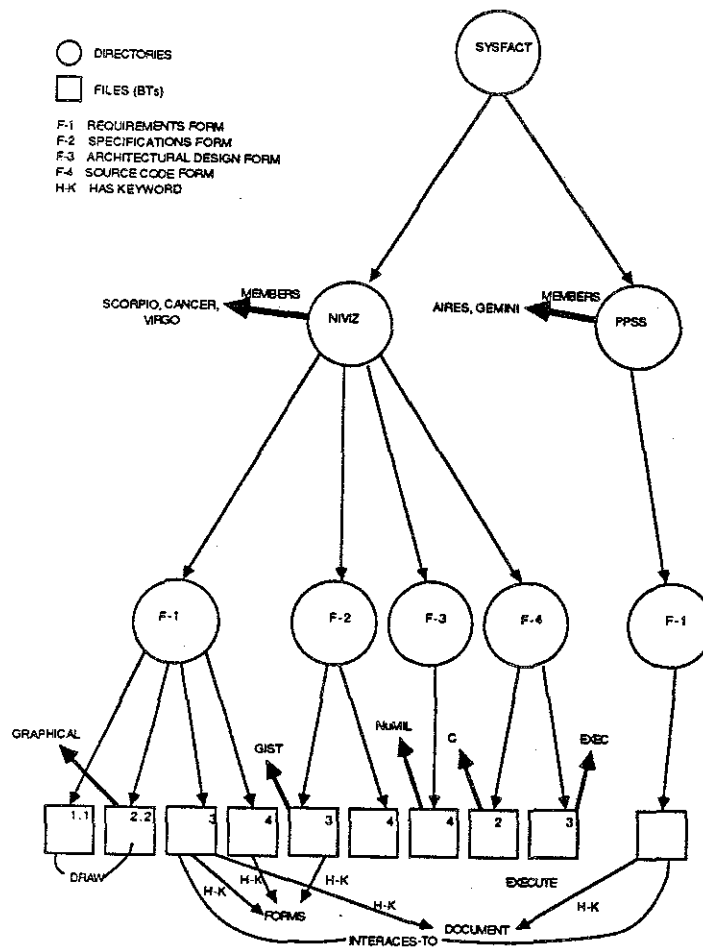 SYSFACT
DIRECTORIES
FILES (BTs)
F-1 REQUIREMENTS FORM
F-2 SPECIFICATIONS FORM
F-3 ARCHITECTURAL DESIGN FORM
F-4 SOURCE CODE FORM
H-K HAS KEYWORD
MEMBERS
SCORPIO, CANCER,
VIRGO
NIVIZ
MEMBERS
AIRES, GEMINI
PPSS
F-1
F-2
F-3
F-4
F-1
GRAPHICAL
GIST
NuMIL
C
EXEC
1.1
2.2
3
4
3
4
4
2
3
DRAW
H-K
H-K
H-K
H-K
EXECUTE
H-K
FORMS
DOCUMENT
INTERACES-TO